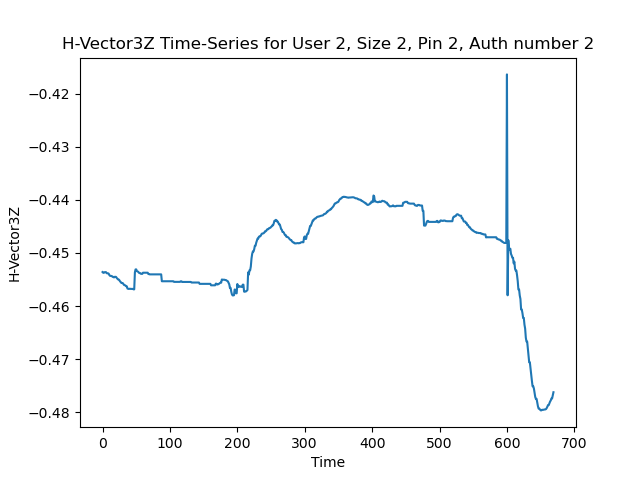 H-Vector3Z Time-Series for User 2, Size 2, Pin 2, Auth number 2
−0.42
−0.43
−0.44
−0.45
−0.46
−0.47
−0.48
H-Vector3Z
0 100 200 300 400 500 600 700
Time